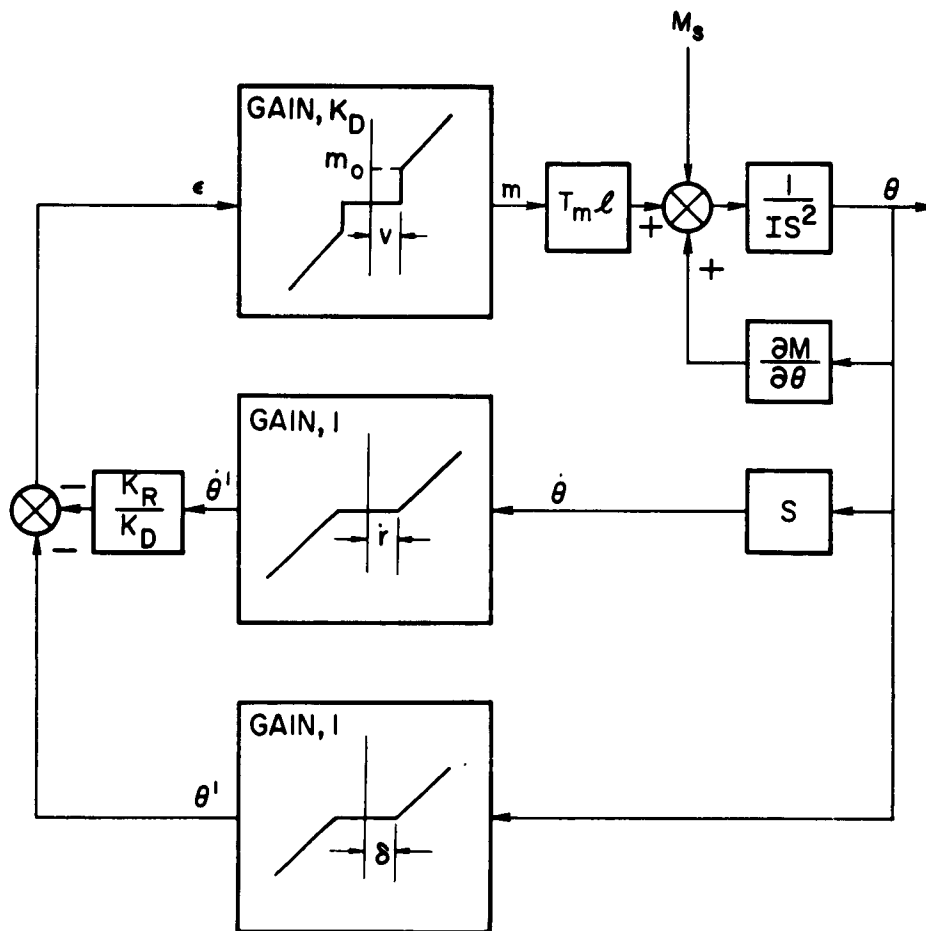 M_s
GAIN, K_D
m_o
v
ϵ
m
T_m ℓ
+
+
1
IS²
θ
∂M
∂θ
GAIN, 1
ṙ
θ̇
S
θ̇'
K_R
K_D
−
−
GAIN, 1
δ
θ'